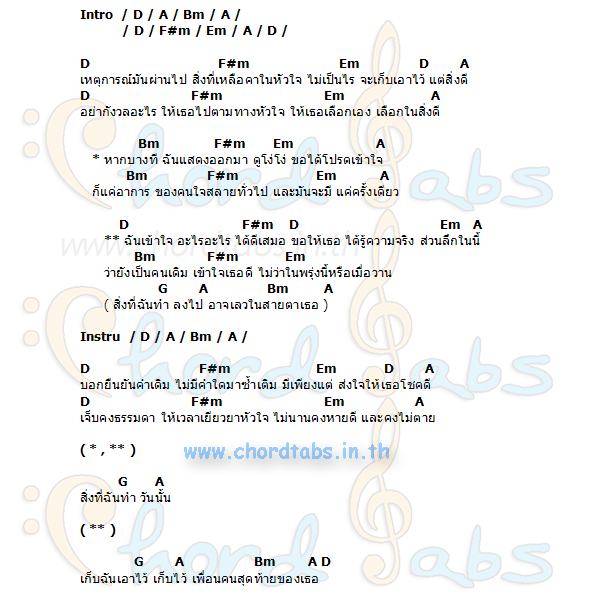 Intro / D / A / Bm / A /
/ D / F#m / Em / A / D /
D F#m Em D A
เหตุการณ์มันผ่านไป สิ่งที่เหลือคาในหัวใจ ไม่เป็นไร จะเก็บเอาไว้ แต่สิ่งดี
D F#m Em A
อย่ากังวลอะไร ให้เธอไปตามทางหัวใจ ให้เธอเลือกเอง เลือกในสิ่งดี
Bm F#m Em A
* หากบางที ฉันแสดงออกมา ดูโง่โง่ ขอได้โปรดเข้าใจ
Bm F#m Em A
ก็แค่อาการ ของคนใจสลายทั่วไป และมันจะมี แค่ครั้งเดียว
D F#m D Em A
** ฉันเข้าใจ อะไรอะไร ได้ดีเสมอ ขอให้เธอ ได้รู้ความจริง ส่วนลึกในนี้
Bm F#m Em
ว่ายังเป็นคนเดิม เข้าใจเธอดี ไม่ว่าในพรุ่งนี้หรือเมื่อวาน
G A Bm A
( สิ่งที่ฉันทำ ลงไป อาจเลวในสายตาเธอ )
Instru / D / A / Bm / A /
D F#m Em D A
บอกยืนยันคำเดิม ไม่มีคำใดมาซ้ำเติม มีเพียงแต่ ส่งใจให้เธอโชคดี
D F#m Em A
เจ็บคงธรรมดา ให้เวลาเยียวยาหัวใจ ไม่นานคงหายดี และคงไม่ตาย
( * , ** )
www.chordtabs.in.th
G A
สิ่งที่ฉันทำ วันนั้น
( ** )
G A Bm A D
เก็บฉันเอาไว้ เก็บไว้ เพื่อนคนสุดท้ายของเธอ